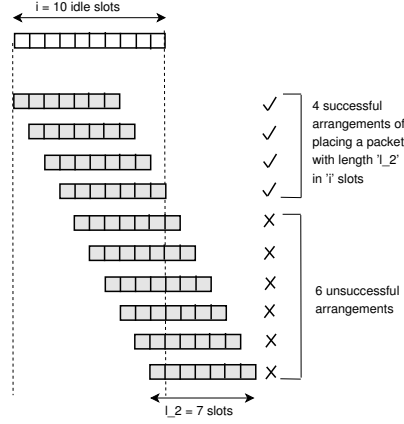 i = 10 idle slots
4 successful
arrangements of
placing a packet
with length 'l_2'
in 'i' slots
6 unsuccessful
arrangements
l_2 = 7 slots